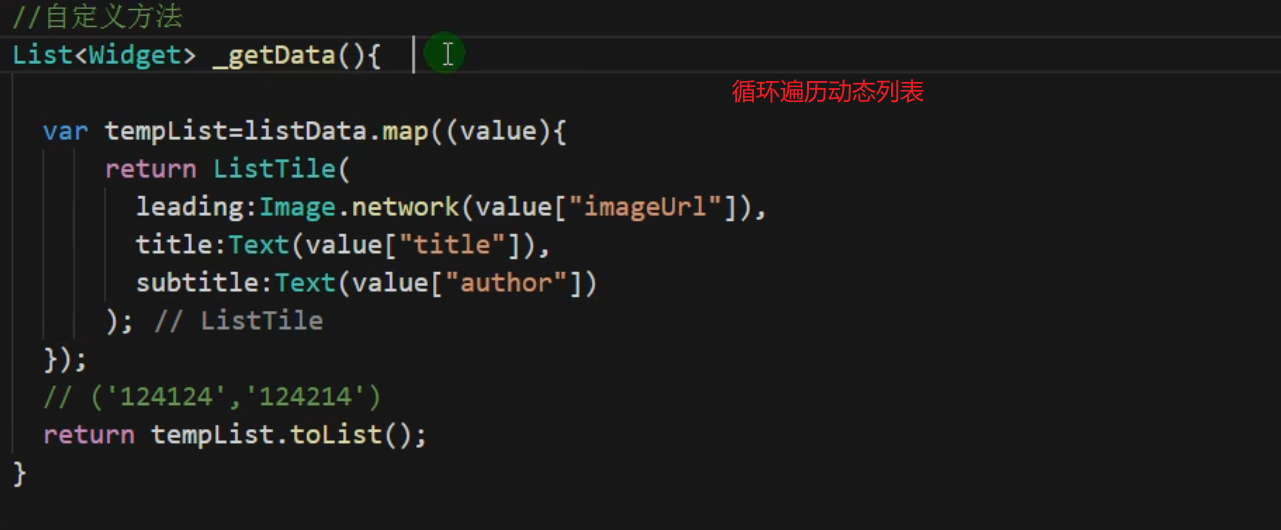 //自定义方法
List<Widget> _getData(){
循环遍历动态列表
var tempList=listData.map((value){
return ListTile(
leading:Image.network(value["imageUrl"]),
title:Text(value["title"]),
subtitle:Text(value["author"])
); // ListTile
});
// ('124124','124214')
return tempList.toList();
}